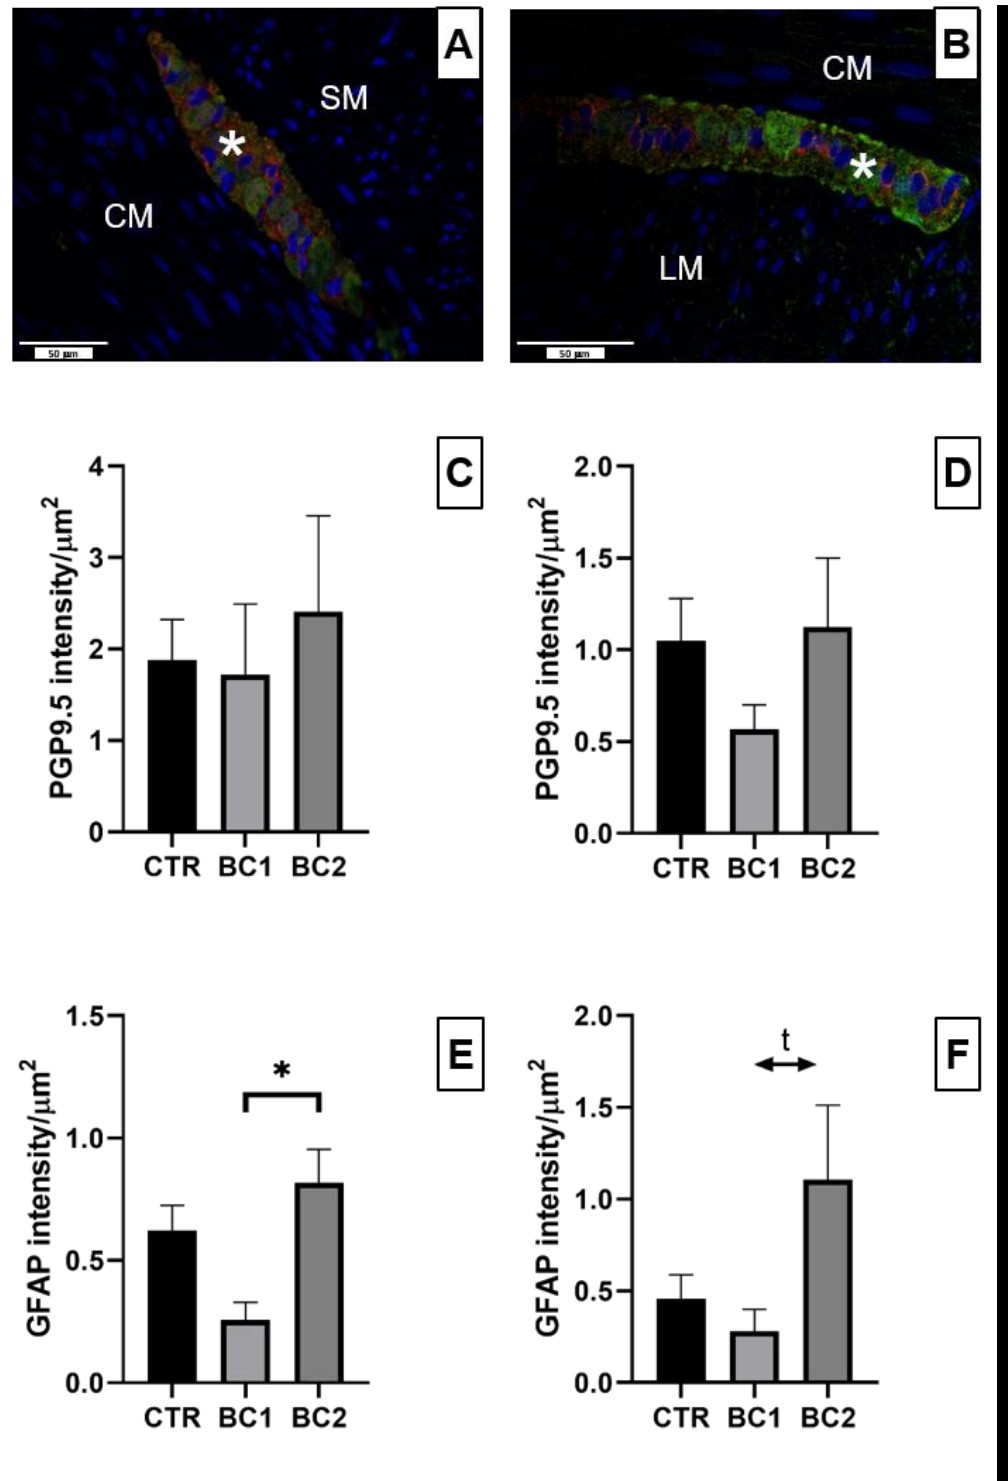 A
SM
*
CM
50 µm
B
CM
*
LM
50 µm
C
PGP9.5 intensity/µm²
4
3
2
1
0
CTR BC1 BC2
D
PGP9.5 intensity/µm²
2.0
1.5
1.0
0.5
0.0
CTR BC1 BC2
E
GFAP intensity/µm²
1.5
1.0
0.5
0.0
*
CTR BC1 BC2
F
GFAP intensity/µm²
2.0
1.5
1.0
0.5
0.0
t
CTR BC1 BC2